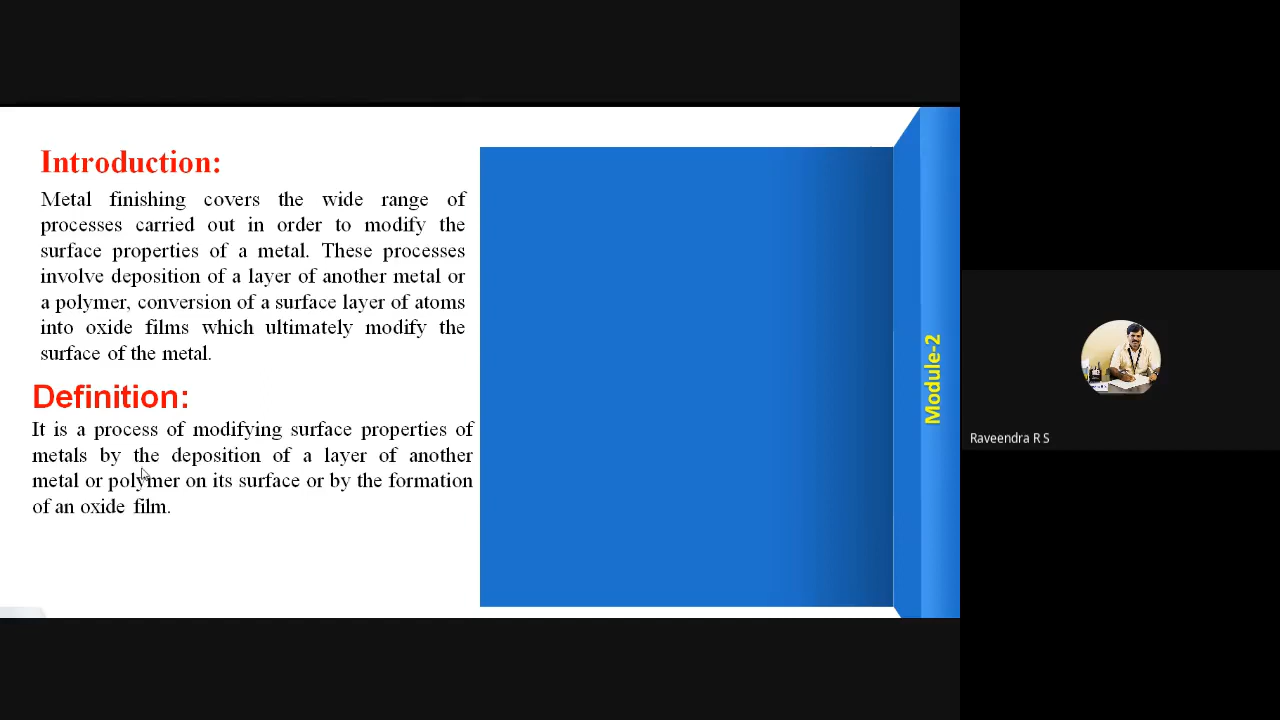 Introduction:
Metal finishing covers the wide range of
processes carried out in order to modify the
surface properties of a metal. These processes
involve deposition of a layer of another metal or
a polymer, conversion of a surface layer of atoms
into oxide films which ultimately modify the
surface of the metal.
Definition:
It is a process of modifying surface properties of
metals by the deposition of a layer of another
metal or polymer on its surface or by the formation
of an oxide film.
Module-2
Raveendra R S